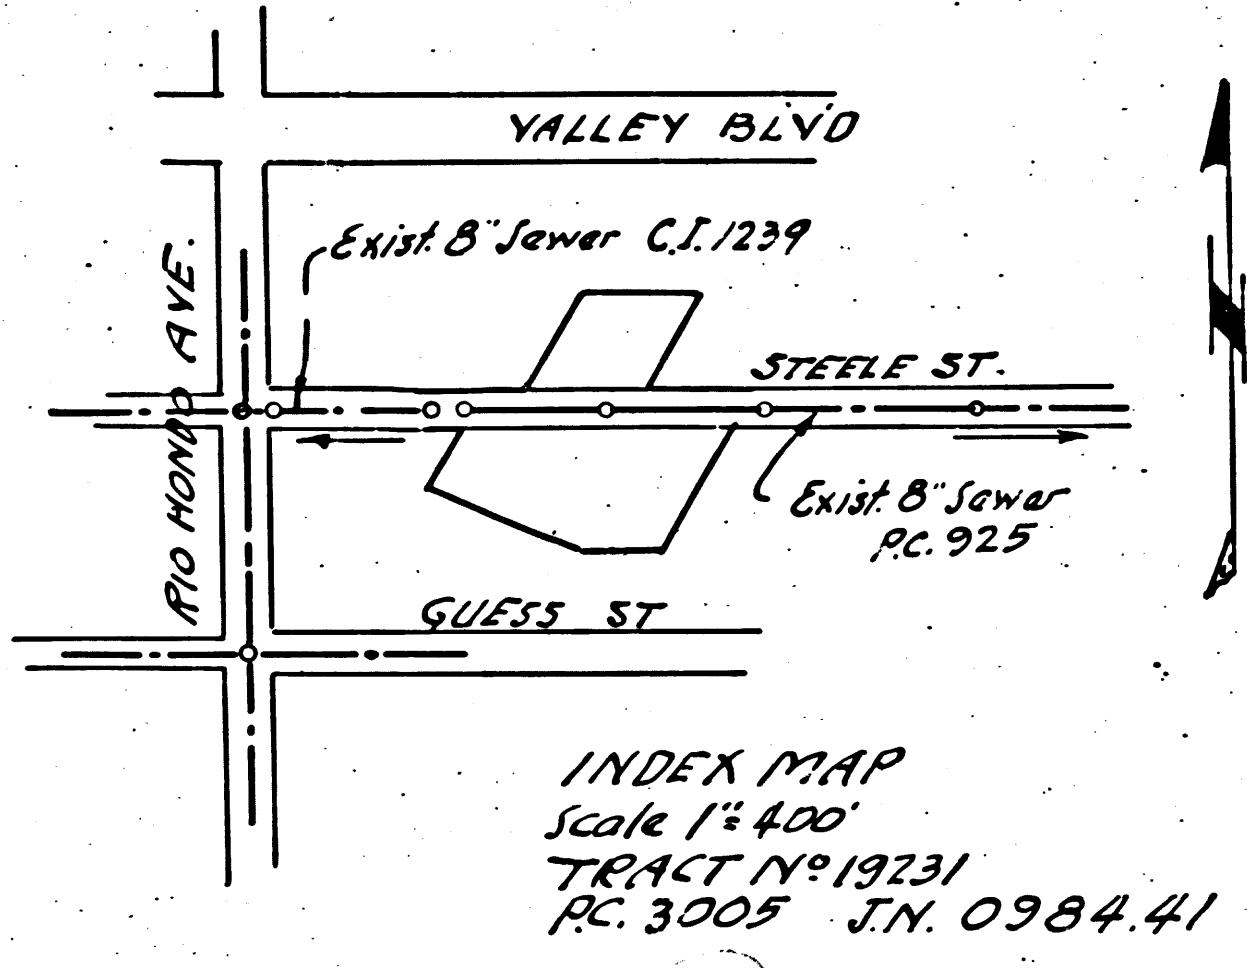 VALLEY BLVD
Exist. 8" Sewer C.I. 1239
RIO HONDO AVE.
N
STEELE ST.
Exist. 8" Sewer
P.C. 925
GUESS ST
INDEX MAP
Scale 1"=400'
TRACT Nº 19231
P.C. 3005 J.N. 0984.41